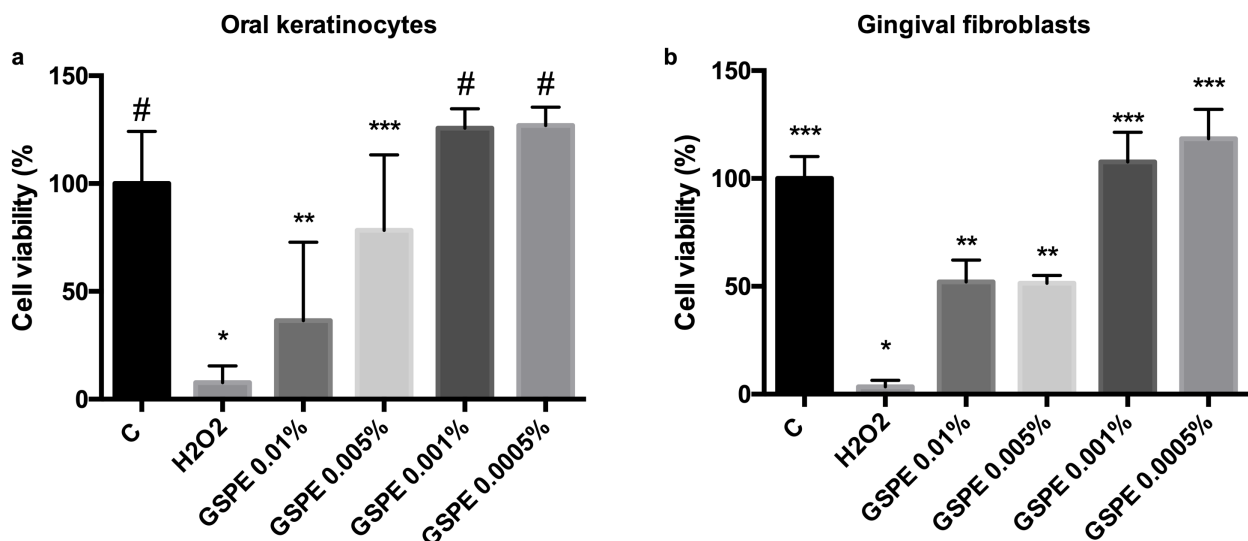 Oral keratinocytes
a
Cell viability (%
150
100
50
0
#
*
**
***
#
#
C
H2O2
GSPE 0.01%
GSPE 0.005%
GSPE 0.001%
GSPE 0.0005%
Gingival fibroblasts
b
Cell viability (%)
150
100
50
0
***
*
**
**
***
***
C
H2O2
GSPE 0.01%
GSPE 0.005%
GSPE 0.001%
GSPE 0.0005%